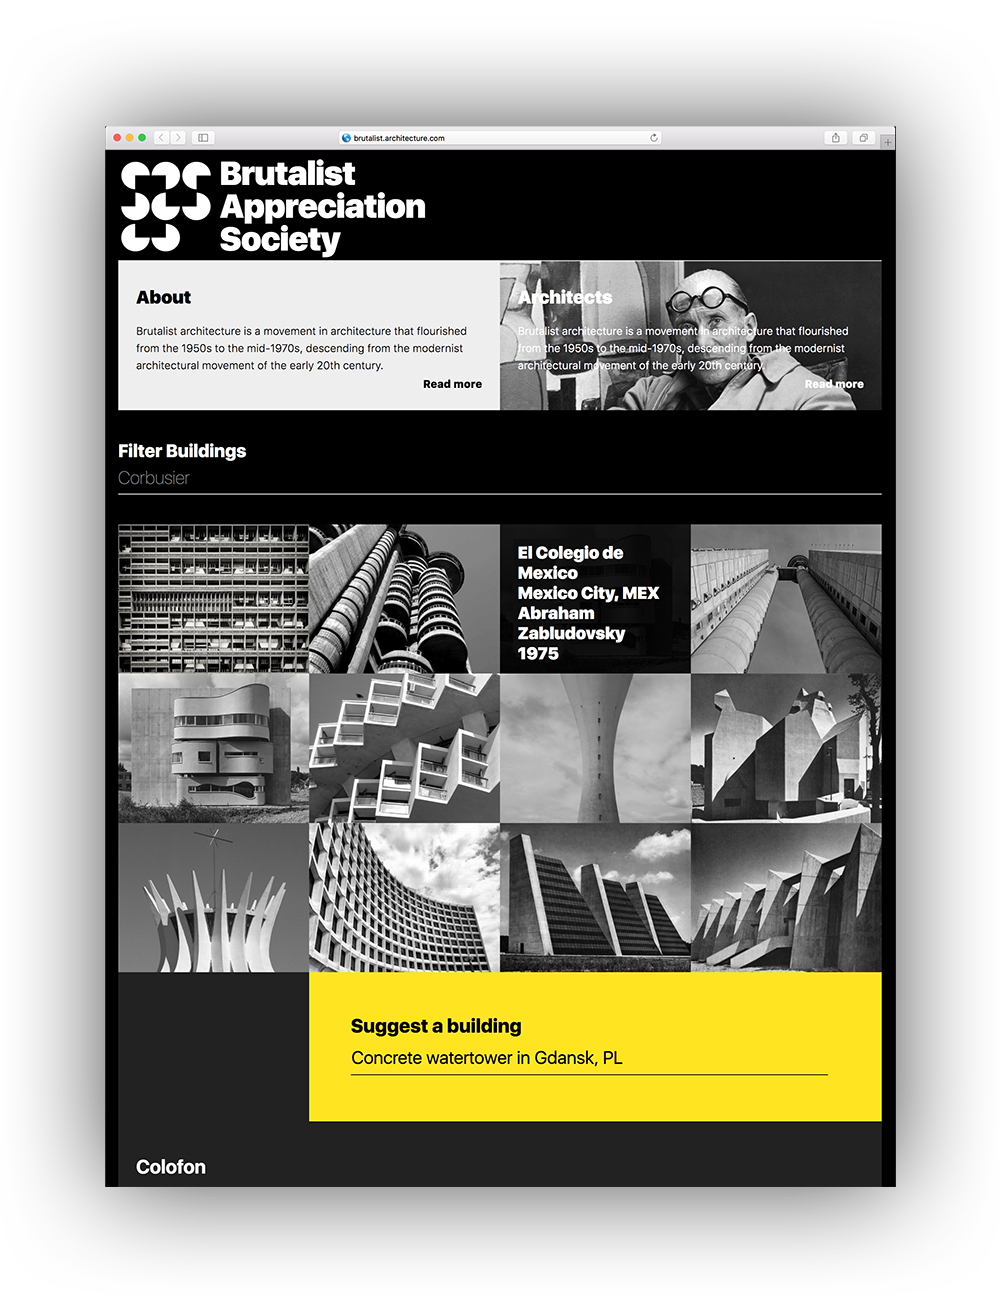 brutalist.architecture.com
Brutalist
Appreciation
Society
About
Brutalist architecture is a movement in architecture that flourished
from the 1950s to the mid-1970s, descending from the modernist
architectural movement of the early 20th century.
Read more
Architects
Brutalist architecture is a movement in architecture that flourished
from the 1950s to the mid-1970s, descending from the modernist
architectural movement of the early 20th century.
Read more
Filter Buildings
Corbusier
El Colegio de
Mexico
Mexico City, MEX
Abraham
Zabludovsky
1975
Suggest a building
Concrete watertower in Gdansk, PL
Colofon